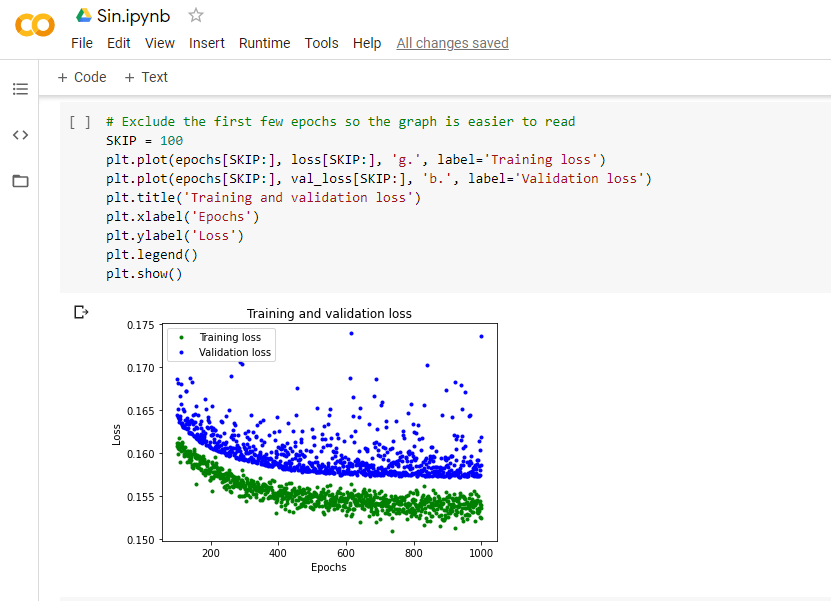 CO Sin.ipynb
File Edit View Insert Runtime Tools Help All changes saved
+ Code + Text
[ ] # Exclude the first few epochs so the graph is easier to read
SKIP = 100
plt.plot(epochs[SKIP:], loss[SKIP:], 'g.', label='Training loss')
plt.plot(epochs[SKIP:], val_loss[SKIP:], 'b.', label='Validation loss')
plt.title('Training and validation loss')
plt.xlabel('Epochs')
plt.ylabel('Loss')
plt.legend()
plt.show()
Training and validation loss
0.175
Training loss
Validation loss
0.170
0.165
Loss
0.160
0.155
0.150
200 400 600 800 1000
Epochs